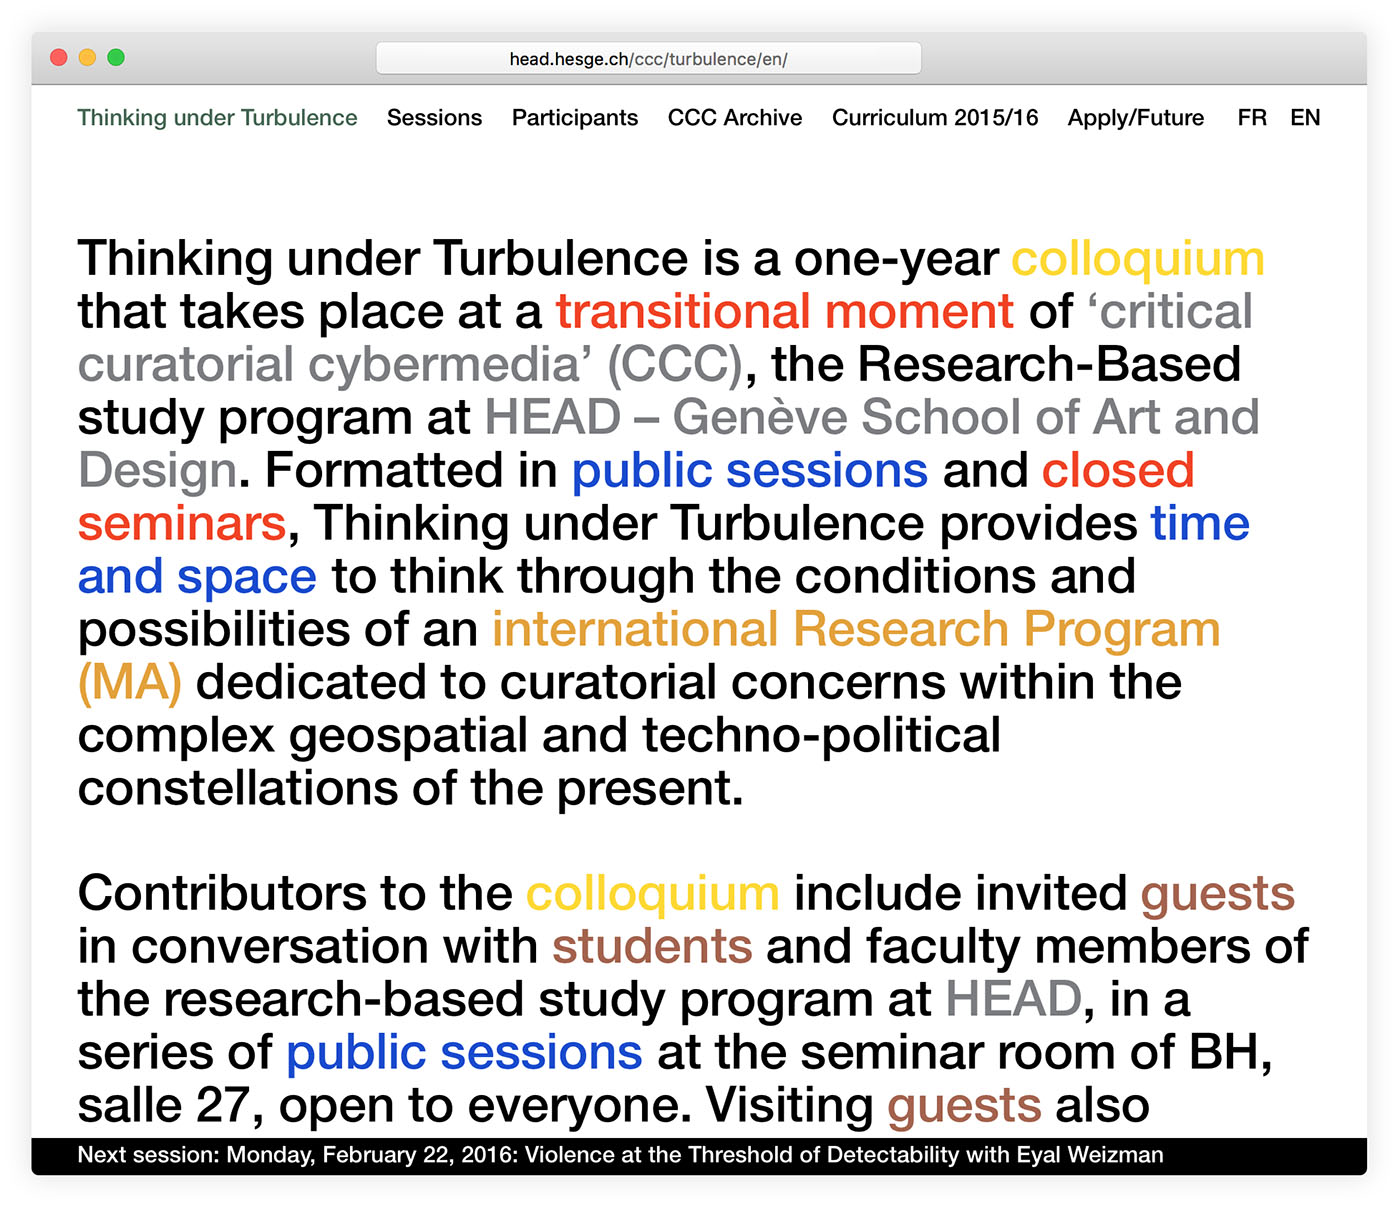 head.hesge.ch/ccc/turbulence/en/
Thinking under Turbulence Sessions Participants CCC Archive Curriculum 2015/16 Apply/Future FR EN
Thinking under Turbulence is a one-year colloquium
that takes place at a transitional moment of ‘critical
curatorial cybermedia’ (CCC), the Research-Based
study program at HEAD – Genève School of Art and
Design. Formatted in public sessions and closed
seminars, Thinking under Turbulence provides time
and space to think through the conditions and
possibilities of an international Research Program
(MA) dedicated to curatorial concerns within the
complex geospatial and techno-political
constellations of the present.
Contributors to the colloquium include invited guests
in conversation with students and faculty members of
the research-based study program at HEAD, in a
series of public sessions at the seminar room of BH,
salle 27, open to everyone. Visiting guests also
Next session: Monday, February 22, 2016: Violence at the Threshold of Detectability with Eyal Weizman